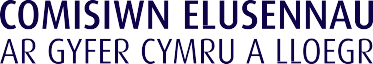 COMISIWN ELUSENNAU
AR GYFER CYMRU A LLOEGR